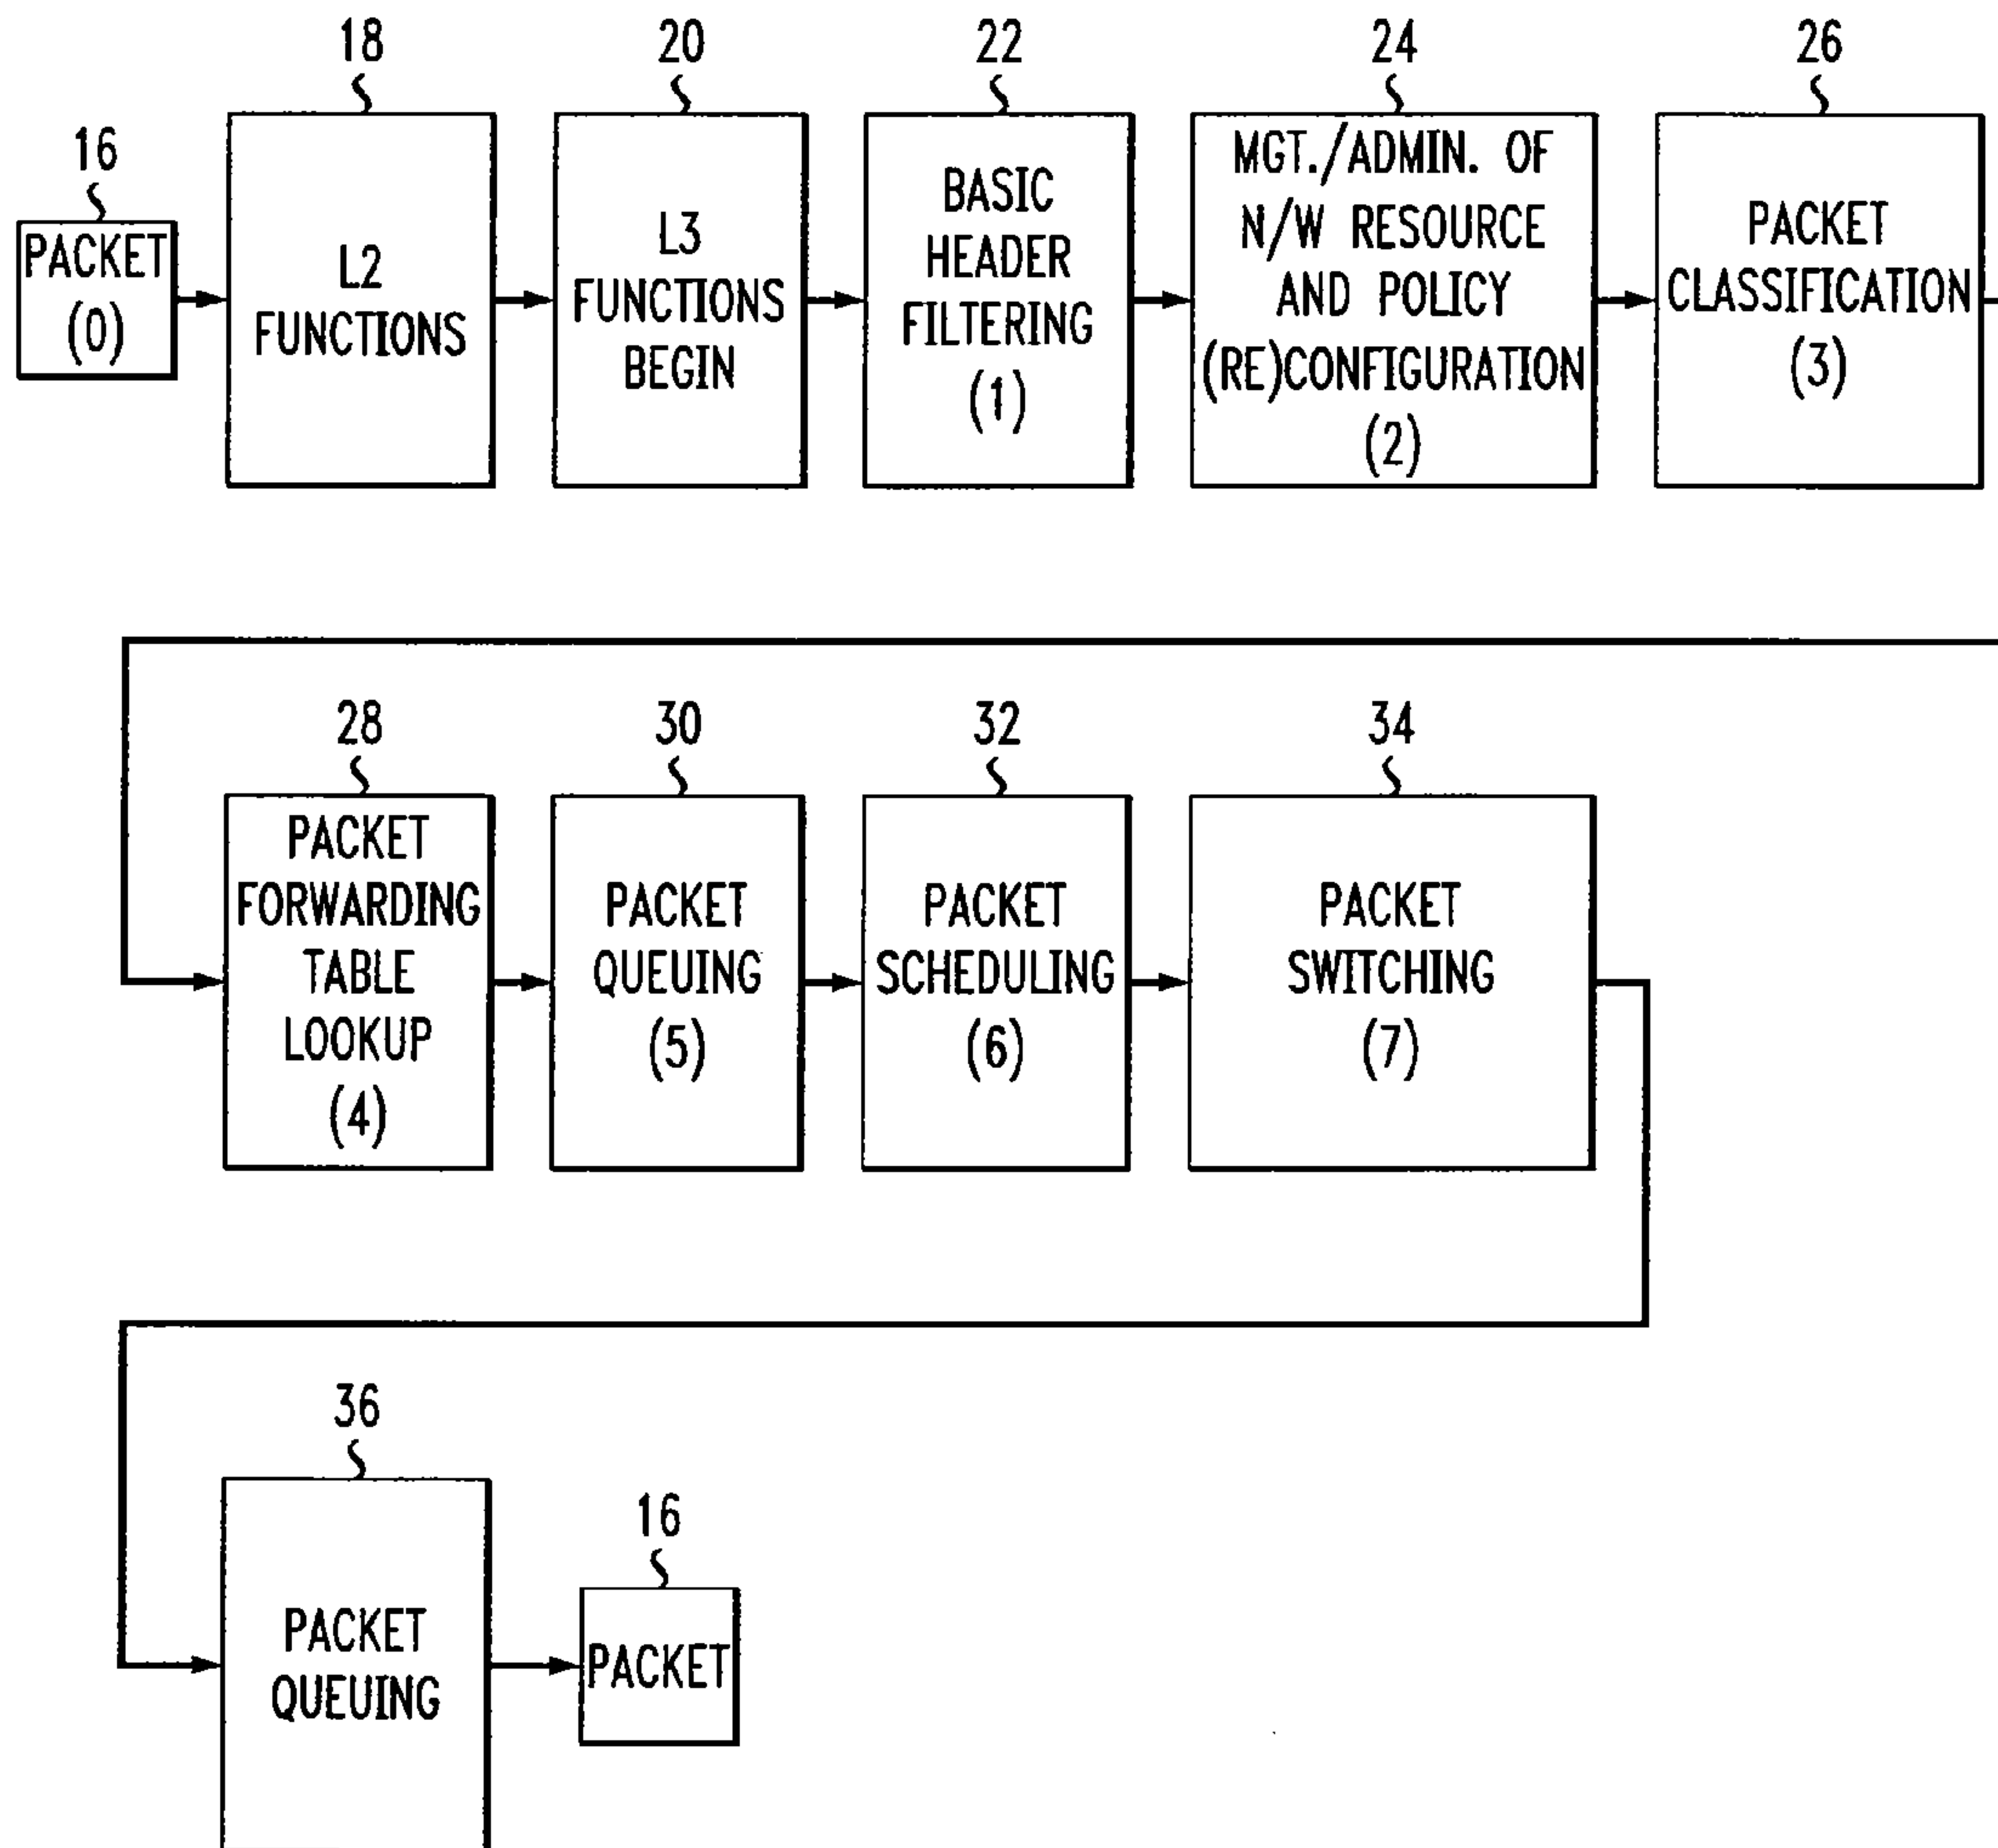 18
20
22
24
26
16
PACKET
(0)
L2
FUNCTIONS
L3
FUNCTIONS
BEGIN
BASIC
HEADER
FILTERING
(1)
MGT./ADMIN. OF
N/W RESOURCE
AND POLICY
(RE)CONFIGURATION
(2)
PACKET
CLASSIFICATION
(3)
28
30
32
34
PACKET
FORWARDING
TABLE
LOOKUP
(4)
PACKET
QUEUING
(5)
PACKET
SCHEDULING
(6)
PACKET
SWITCHING
(7)
36
16
PACKET
QUEUING
PACKET